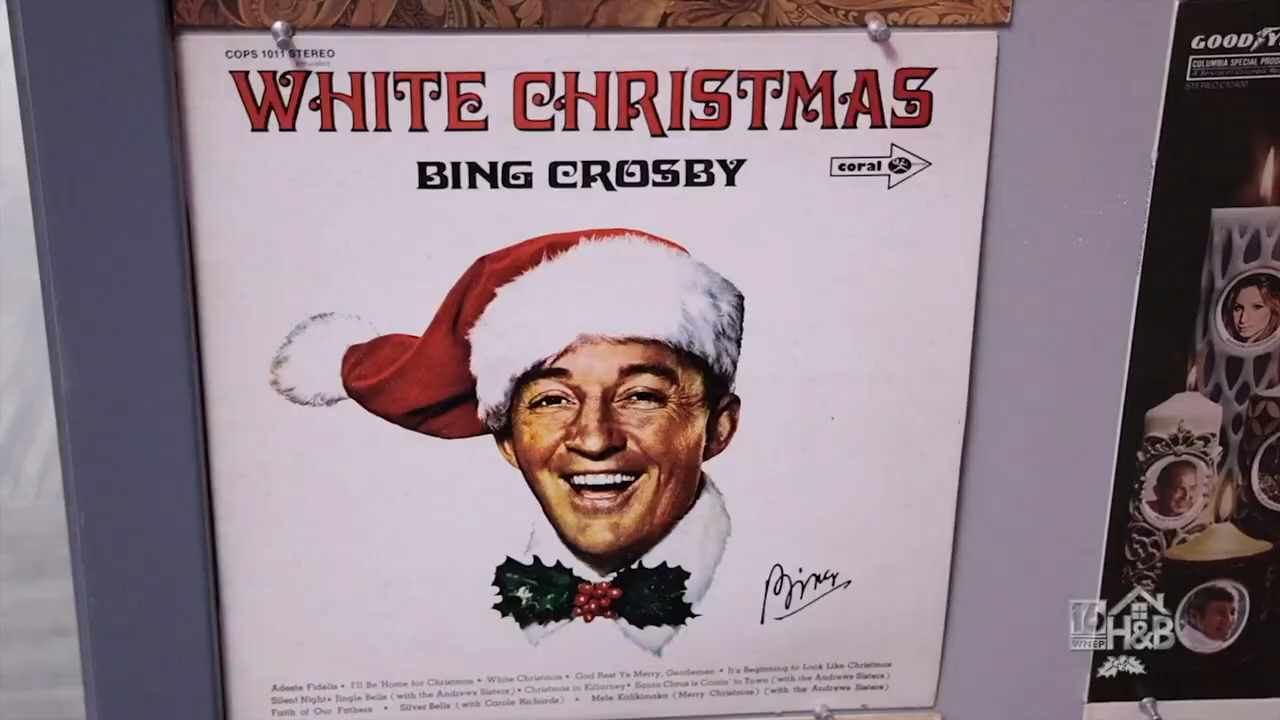 COPS 1011 STEREO
WHITE CHRISTMAS
BING CROSBY
coral
Bing
Adeste Fidelis • I'll Be Home for Christmas • White Christmas • God Rest Ye Merry, Gentlemen • It's Beginning to Look Like Christmas
Silent Night • Jingle Bells (with the Andrews Sisters) • Christmas in Killarney • Santa Claus is Comin' to Town (with the Andrews Sisters)
Faith of Our Fathers • Silver Bells (with Carole Richards) • Mele Kalikimaka (Merry Christmas) (with the Andrews Sisters)
GOODY
COLUMBIA SPECIAL PROD
16
WNEP
H&B